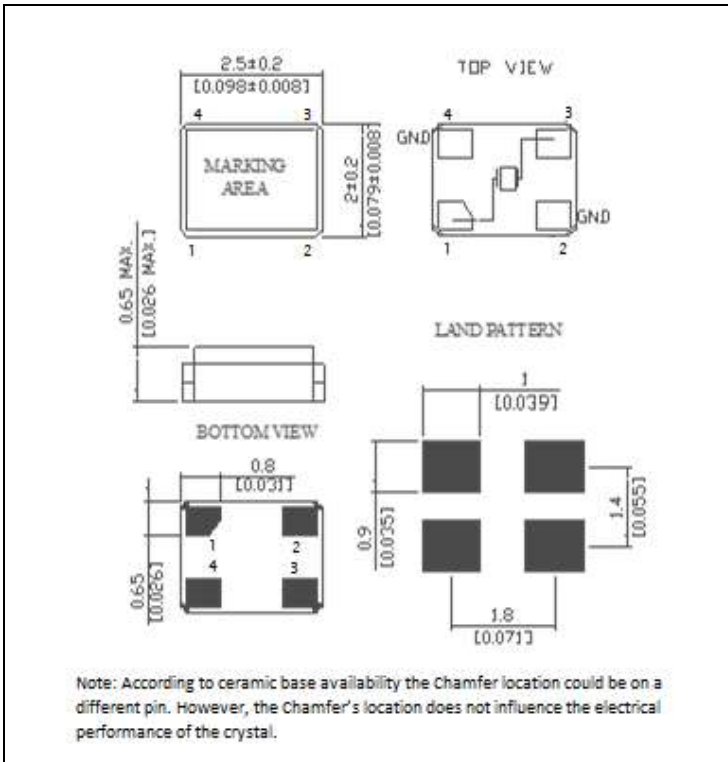 2.5±0.2
[0.098±0.008]
TOP VIEW
4 3
MARKING
AREA
1 2
2±0.2
[0.079±0.008]
4 3
GND
GND
1 2
0.65 MAX.
[0.026 MAX.]
LAND PATTERN
1
[0.039]
BOTTOM VIEW
0.8
[0.031]
1 2
4 3
0.65
[0.026]
0.9
[0.035]
1.4
[0.055]
1.8
[0.071]
Note: According to ceramic base availability the Chamfer location could be on a
different pin. However, the Chamfer's location does not influence the electrical
performance of the crystal.